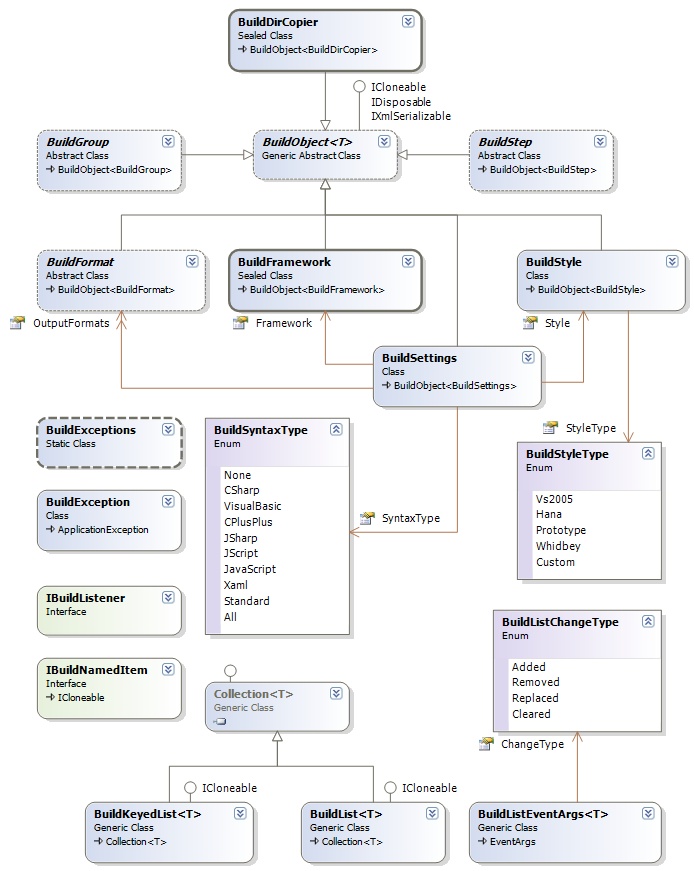 BuildDirCopier
Sealed Class
BuildObject<BuildDirCopier>
ICloneable
IDisposable
IXmlSerializable
BuildGroup
Abstract Class
BuildObject<BuildGroup>
BuildObject<T>
Generic Abstract Class
BuildStep
Abstract Class
BuildObject<BuildStep>
BuildFormat
Abstract Class
BuildObject<BuildFormat>
BuildFramework
Sealed Class
BuildObject<BuildFramework>
BuildStyle
Class
BuildObject<BuildStyle>
OutputFormats
Framework
Style
BuildSettings
Class
BuildObject<BuildSettings>
BuildExceptions
Static Class
BuildSyntaxType
Enum
None
CSharp
VisualBasic
CPlusPlus
JSharp
JScript
JavaScript
Xaml
Standard
All
SyntaxType
StyleType
BuildStyleType
Enum
Vs2005
Hana
Prototype
Whidbey
Custom
BuildException
Class
ApplicationException
IBuildListener
Interface
IBuildNamedItem
Interface
ICloneable
BuildListChangeType
Enum
Added
Removed
Replaced
Cleared
ChangeType
Collection<T>
Generic Class
ICloneable
ICloneable
BuildKeyedList<T>
Generic Class
Collection<T>
BuildList<T>
Generic Class
Collection<T>
BuildListEventArgs<T>
Generic Class
EventArgs